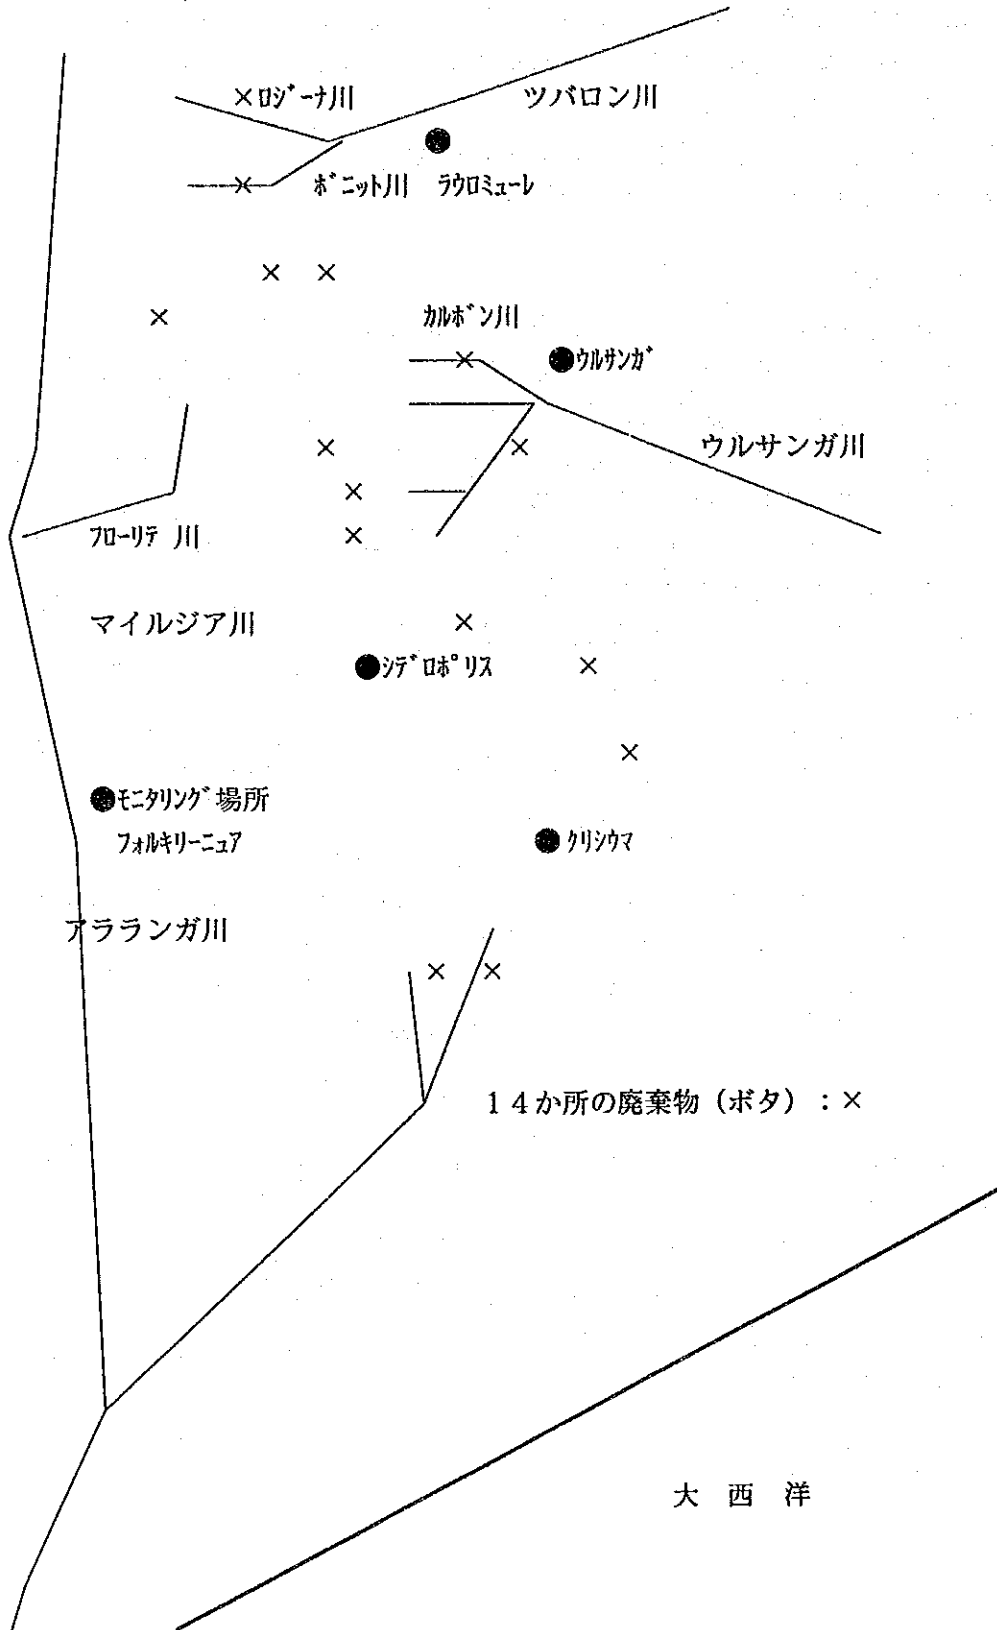 ×ロジーナ川
ツバロン川
ボニット川　ラウロミューレ
カルボン川
ウルサンガ
ウルサンガ川
フローリテ 川
マイルジア川
シデロポリス
モニタリング場所
フォルキリーニュア
クリシウマ
アラランガ川
１４か所の廃棄物（ボタ）：×
大　西　洋